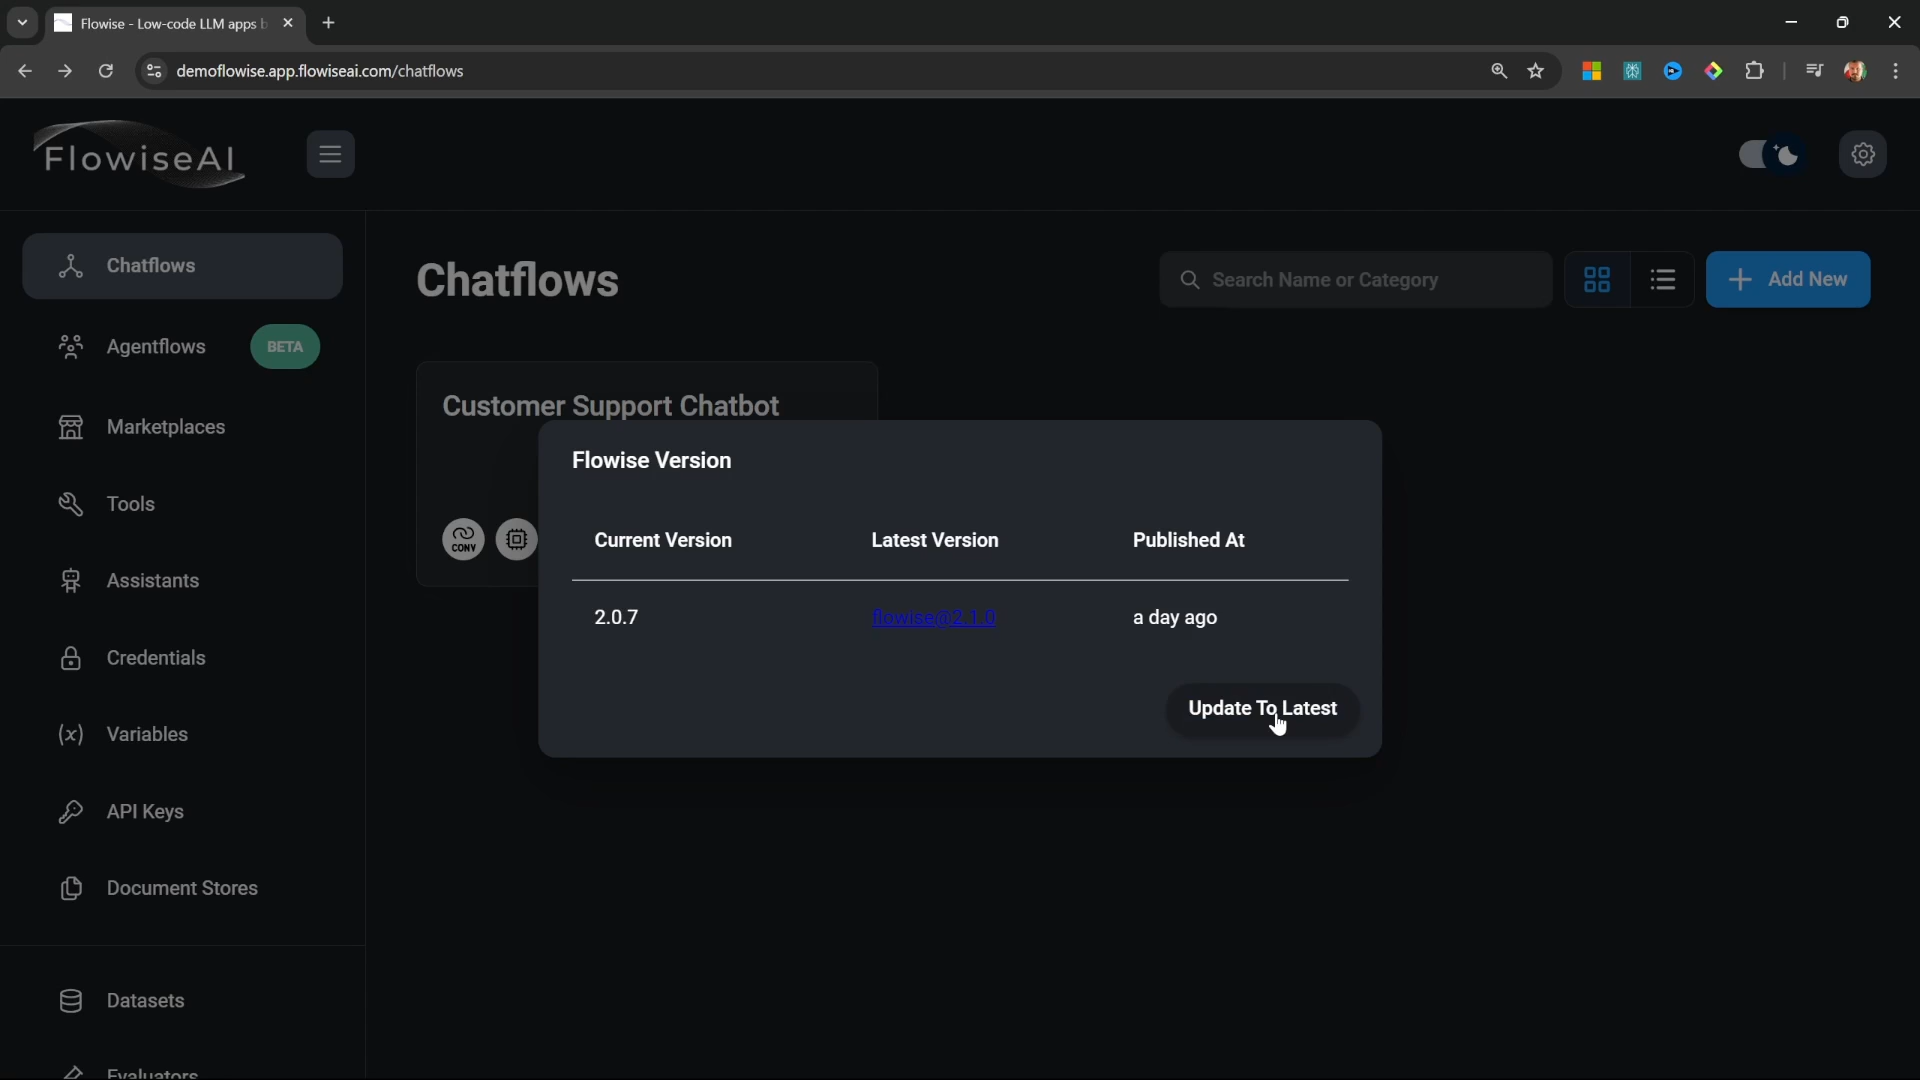 Flowise - Low-code LLM apps b
demoflowise.app.flowiseai.com/chatflows
FlowiseAI
Chatflows
Agentflows BETA
Marketplaces
Tools
Assistants
Credentials
Variables
API Keys
Document Stores
Datasets
Evaluators
Chatflows
Search Name or Category
Add New
Customer Support Chatbot
CONV
Flowise Version
Current Version Latest Version Published At
2.0.7 flowise@2.1.0 a day ago
Update To Latest